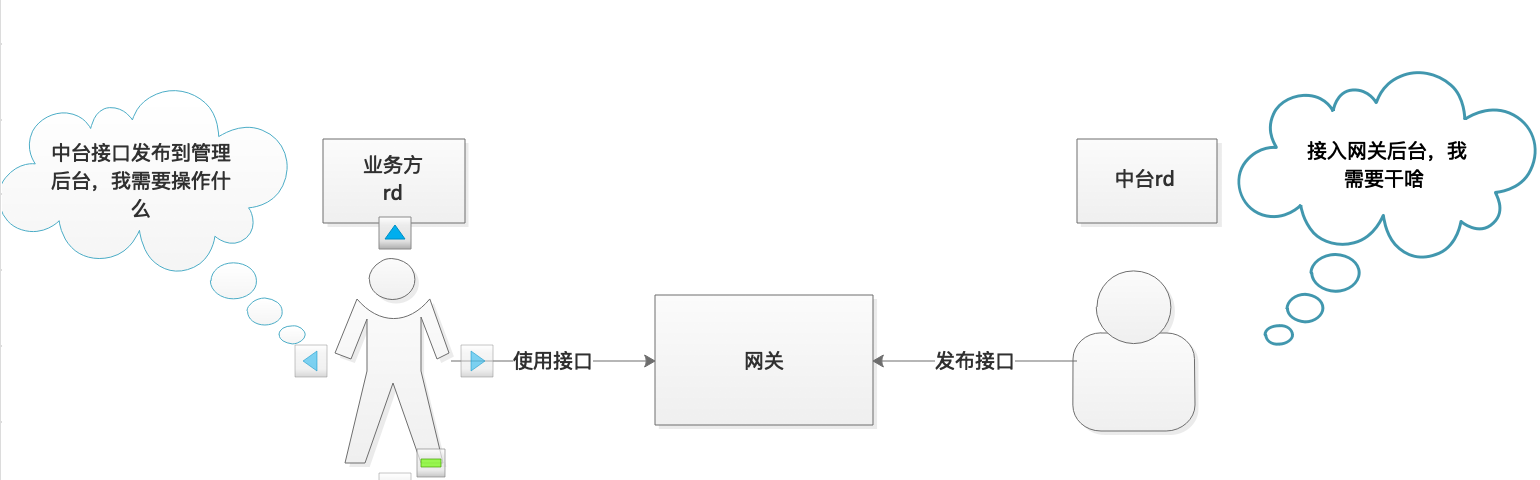 中台接口发布到管理
后台，我需要操作什
么
业务方
rd
中台rd
接入网关后台，我
需要干啥
使用接口
网关
发布接口